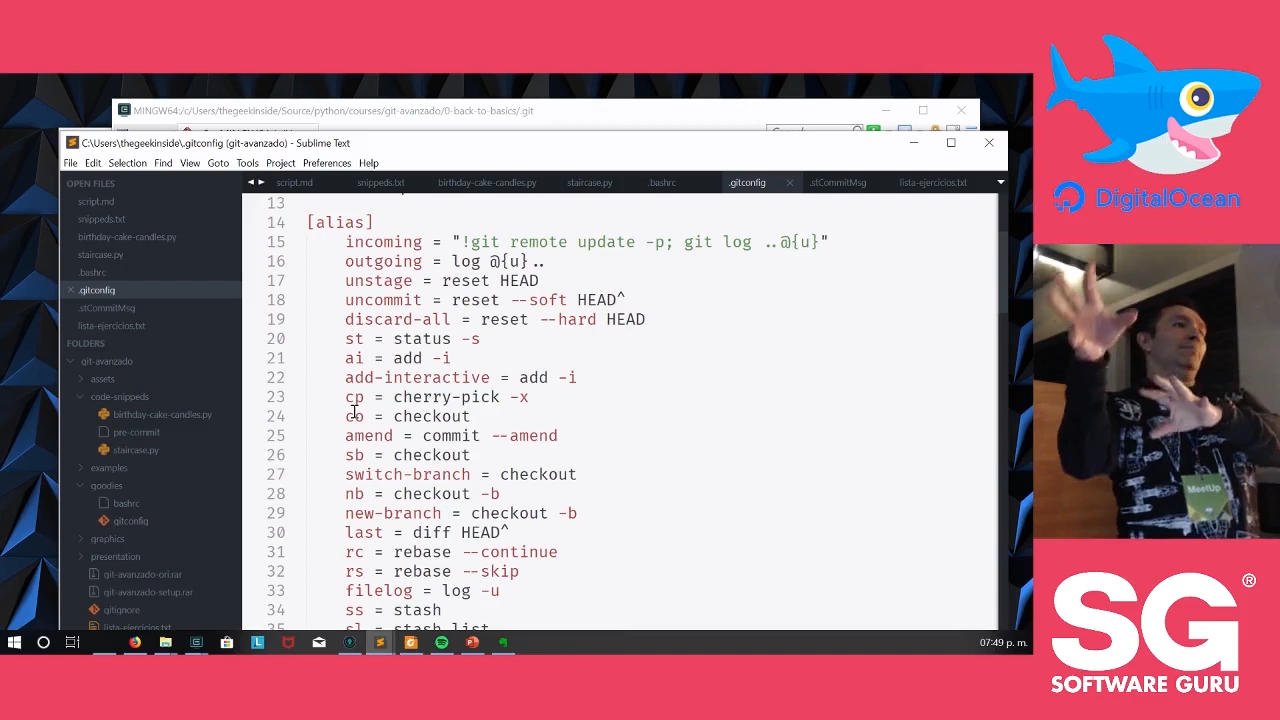 MINGW64:/c/Users/thegeekinside/Source/python/courses/git-avanzado/0-back-to-basics/.git
C:\Users\thegeekinside\.gitconfig (git-avanzado) - Sublime Text
File Edit Selection Find View Goto Tools Project Preferences Help
OPEN FILES
script.md
snippeds.txt
birthday-cake-candles.py
staircase.py
.bashrc
.gitconfig
.stCommitMsg
lista-ejercicios.txt
FOLDERS
git-avanzado
assets
code-snippeds
birthday-cake-candles.py
pre-commit
staircase.py
examples
goodies
bashrc
gitconfig
graphics
presentation
git-avanzado-ori.rar
git-avanzado-setup.rar
gitignore
lista-ejercicios.txt
script.md snippeds.txt birthday-cake-candles.py staircase.py .bashrc .gitconfig .stCommitMsg lista-ejercicios.txt
13
14 [alias]
15 incoming = "!git remote update -p; git log ..@{u}"
16 outgoing = log @{u}..
17 unstage = reset HEAD
18 uncommit = reset --soft HEAD^
19 discard-all = reset --hard HEAD
20 st = status -s
21 ai = add -i
22 add-interactive = add -i
23 cp = cherry-pick -x
24 co = checkout
25 amend = commit --amend
26 sb = checkout
27 switch-branch = checkout
28 nb = checkout -b
29 new-branch = checkout -b
30 last = diff HEAD^
31 rc = rebase --continue
32 rs = rebase --skip
33 filelog = log -u
34 ss = stash
35 sl = stash list
07:49 p. m.
DigitalOcean
MeetUp
SG®
SOFTWARE GURU